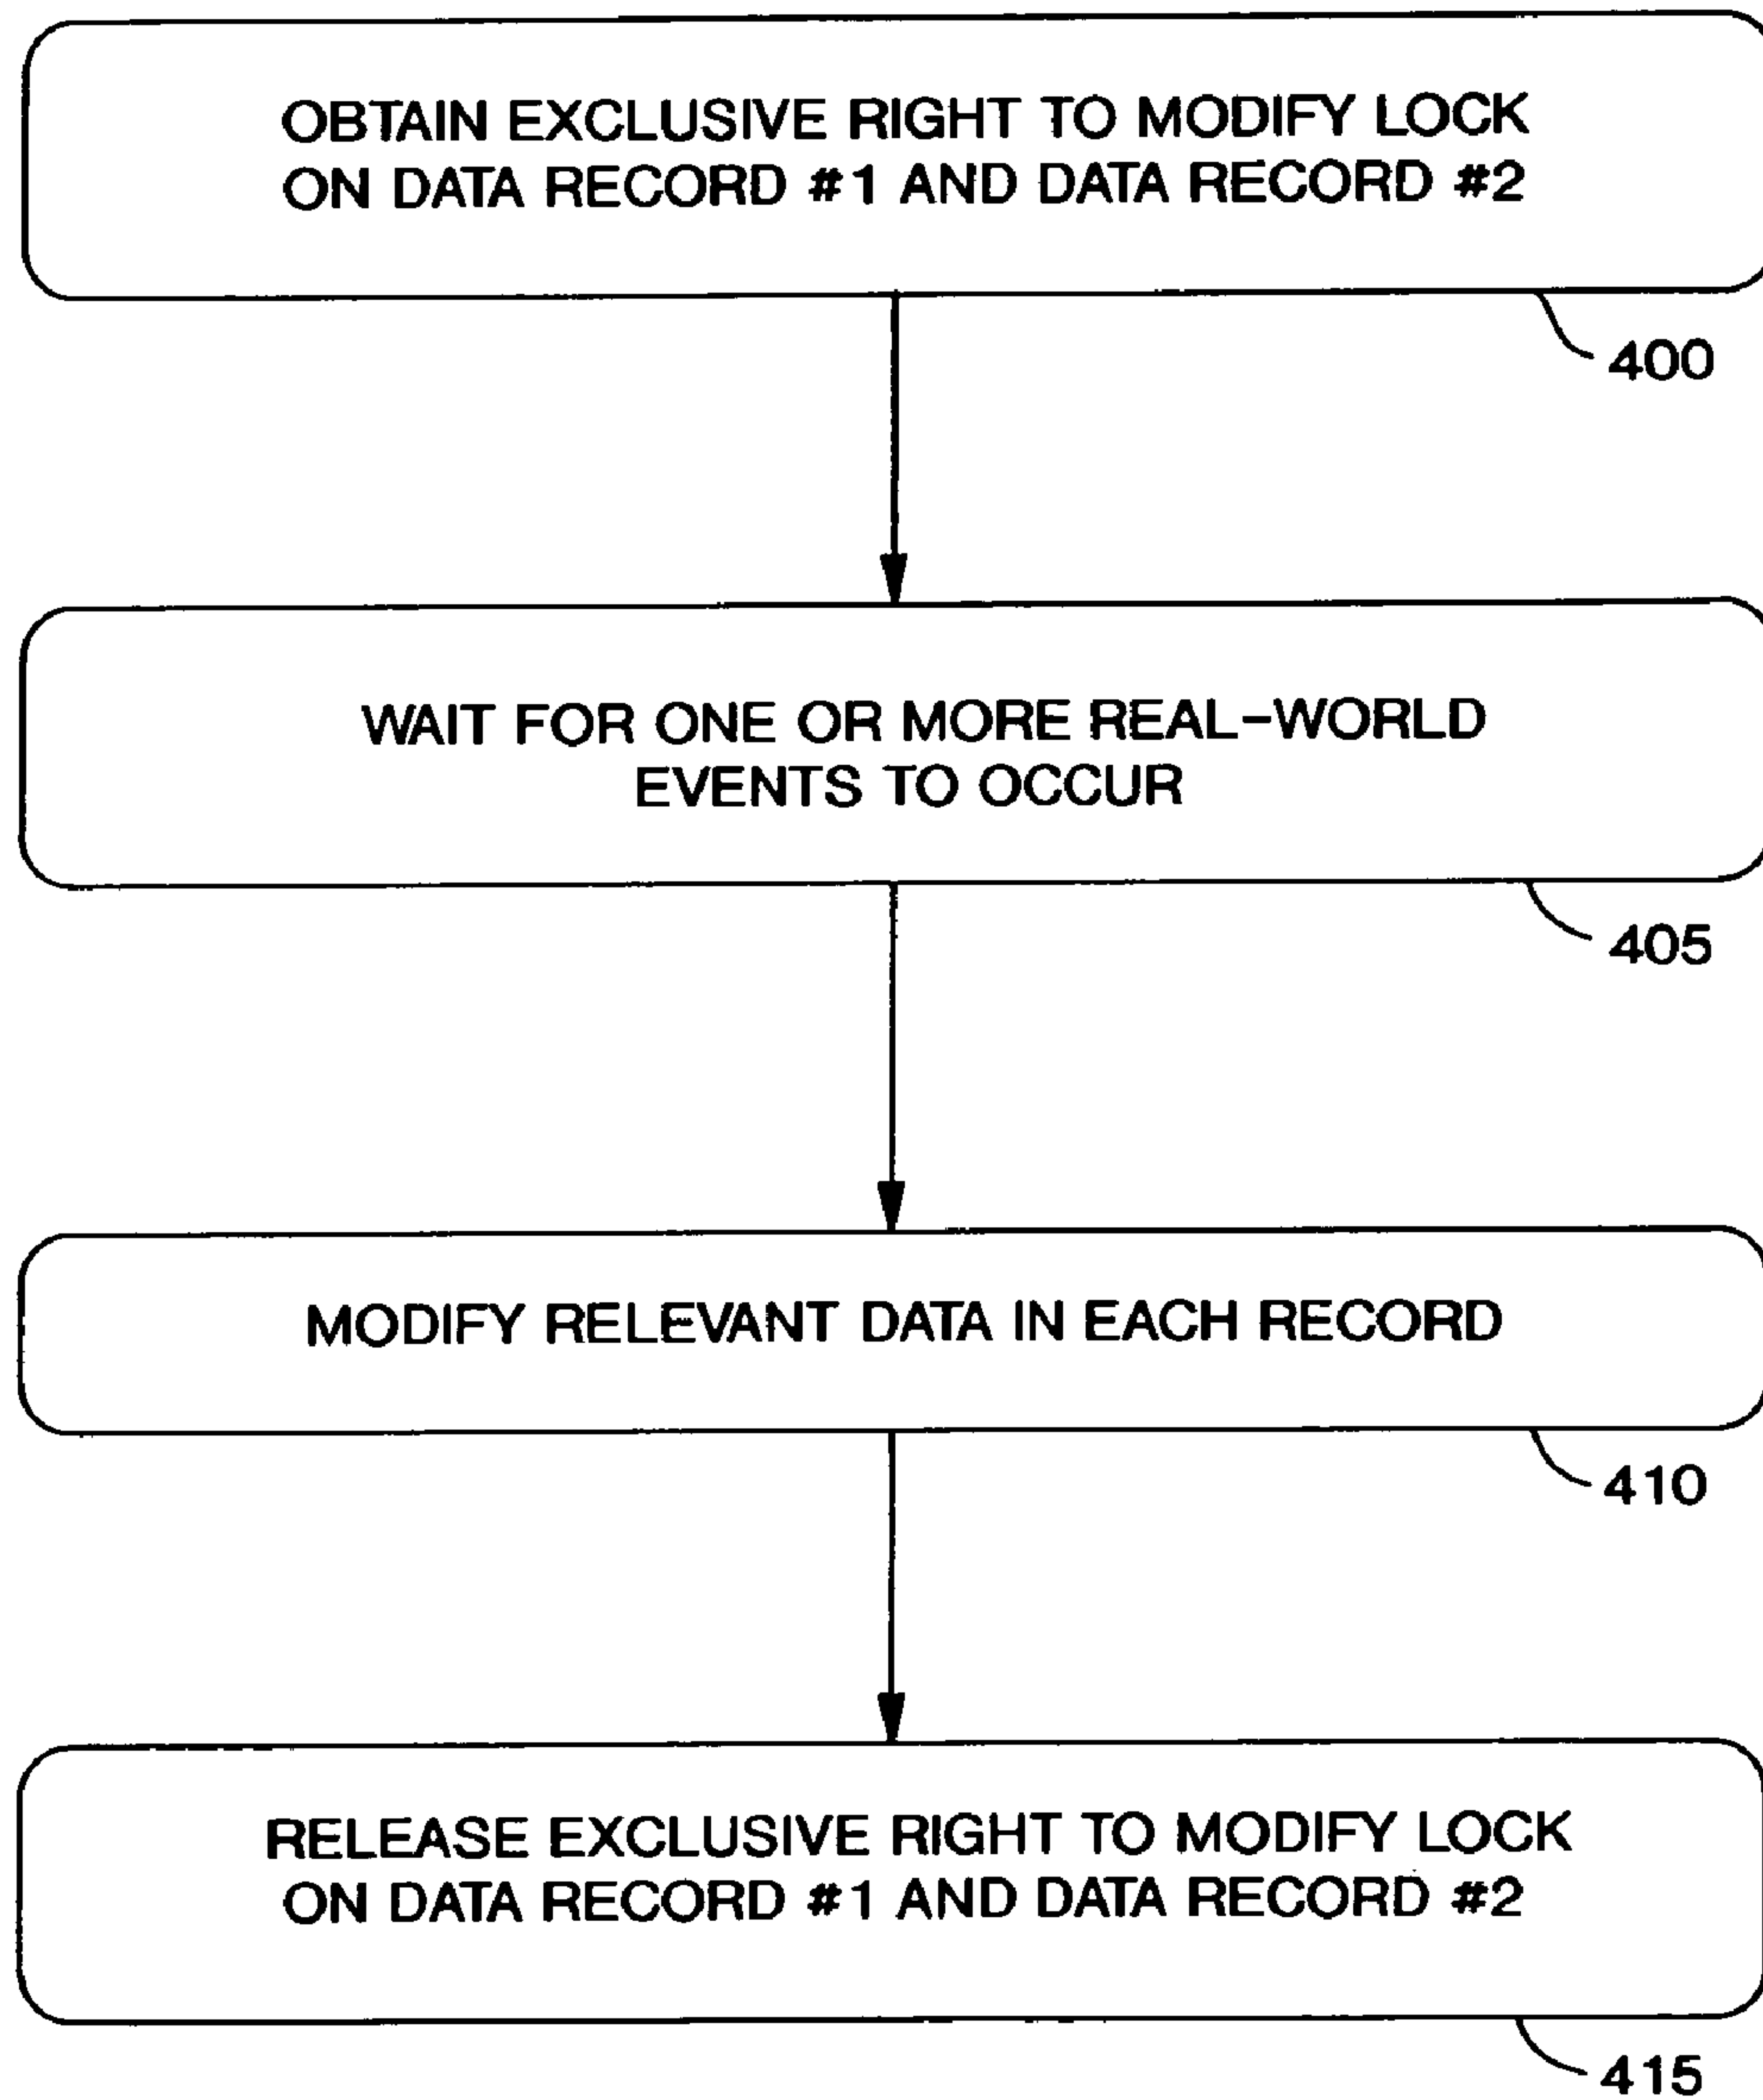 OBTAIN EXCLUSIVE RIGHT TO MODIFY LOCK
ON DATA RECORD #1 AND DATA RECORD #2
400
WAIT FOR ONE OR MORE REAL-WORLD
EVENTS TO OCCUR
405
MODIFY RELEVANT DATA IN EACH RECORD
410
RELEASE EXCLUSIVE RIGHT TO MODIFY LOCK
ON DATA RECORD #1 AND DATA RECORD #2
415